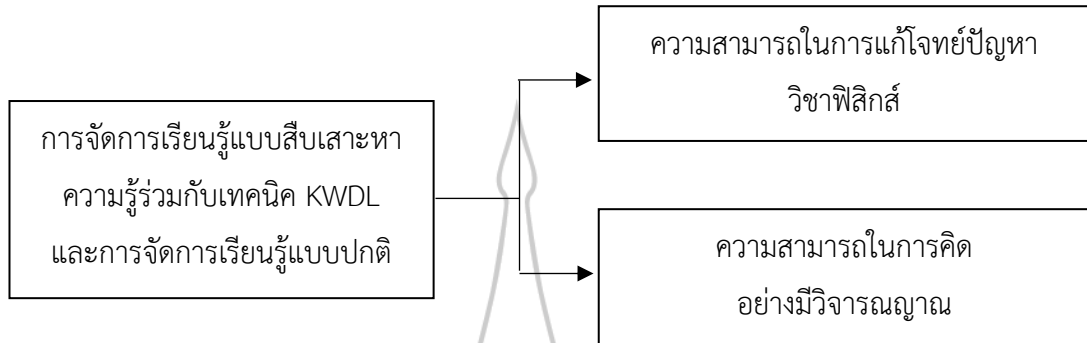 ความสามารถในการแก้โจทย์ปัญหา
วิชาฟิสิกส์
การจัดการเรียนรู้แบบสืบเสาะหา
ความรู้ร่วมกับเทคนิค KWDL
และการจัดการเรียนรู้แบบปกติ
ความสามารถในการคิด
อย่างมีวิจารณญาณ